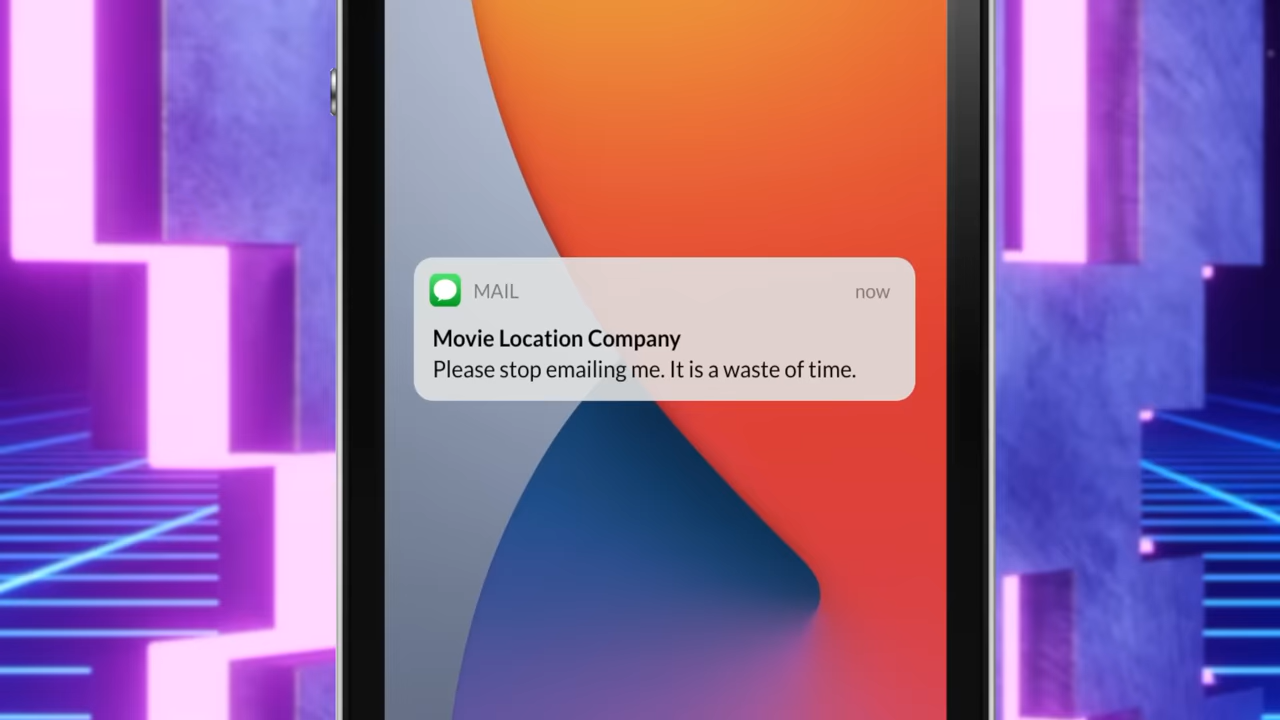 MAIL now
Movie Location Company
Please stop emailing me. It is a waste of time.